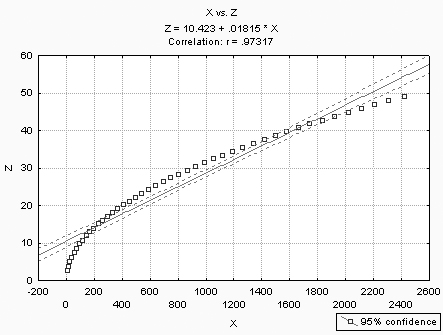 X vs. Z
Z = 10.423 + .01815 * X
Correlation: r = .97317
60
50
40
30
20
10
0
Z
-200 200 600 1000 1400 1800 2200 2600
0 400 800 1200 1600 2000 2400
X
95% confidence